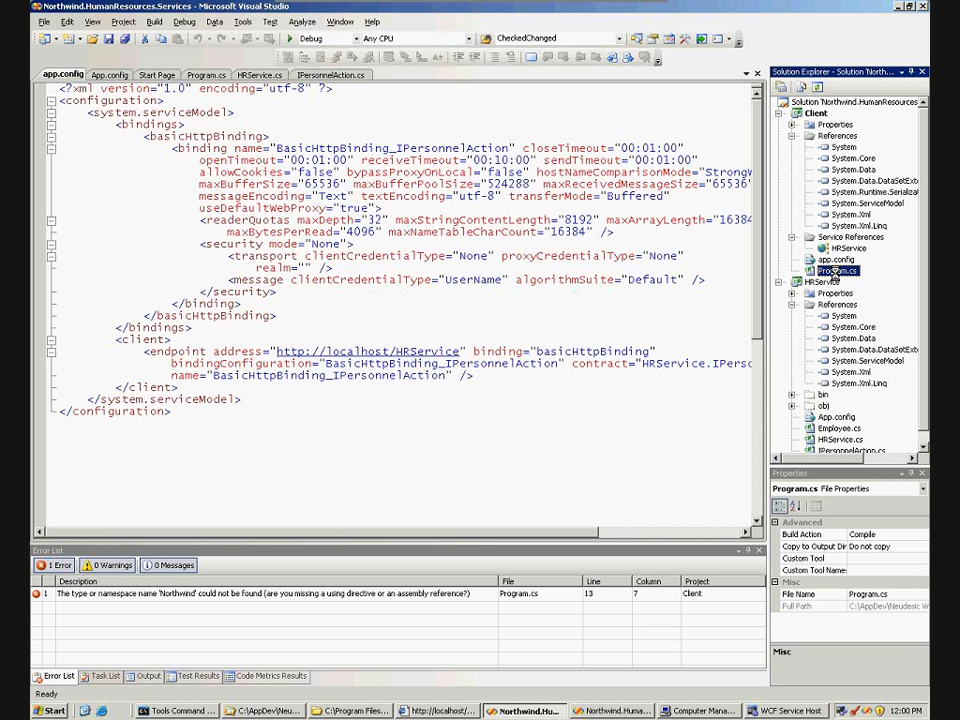 Northwind.HumanResources.Services - Microsoft Visual Studio
File Edit View Project Build Debug Data Tools Test Analyze Window Help
Debug Any CPU CheckedChanged
app.config App.config Start Page Program.cs HRService.cs IPersonnelAction.cs
<?xml version="1.0" encoding="utf-8" ?>
<configuration>
<system.serviceModel>
<bindings>
<basicHttpBinding>
<binding name="BasicHttpBinding_IPersonnelAction" closeTimeout="00:01:00"
openTimeout="00:01:00" receiveTimeout="00:10:00" sendTimeout="00:01:00"
allowCookies="false" bypassProxyOnLocal="false" hostNameComparisonMode="StrongW
maxBufferSize="65536" maxBufferPoolSize="524288" maxReceivedMessageSize="65536"
messageEncoding="Text" textEncoding="utf-8" transferMode="Buffered"
useDefaultWebProxy="true">
<readerQuotas maxDepth="32" maxStringContentLength="8192" maxArrayLength="16384
maxBytesPerRead="4096" maxNameTableCharCount="16384" />
<security mode="None">
<transport clientCredentialType="None" proxyCredentialType="None"
realm="" />
<message clientCredentialType="UserName" algorithmSuite="Default" />
</security>
</binding>
</basicHttpBinding>
</bindings>
<client>
<endpoint address="http://localhost/HRService" binding="basicHttpBinding"
bindingConfiguration="BasicHttpBinding_IPersonnelAction" contract="HRService.IPerso
name="BasicHttpBinding_IPersonnelAction" />
</client>
</system.serviceModel>
</configuration>
Solution Explorer - Solution 'North...
Solution 'Northwind.HumanResources
Client
Properties
References
System
System.Core
System.Data
System.Data.DataSetExt
System.Runtime.Serializat
System.ServiceModel
System.Xml
System.Xml.Linq
Service References
HRService
app.config
Program.cs
HRService
Properties
References
System
System.Core
System.Data
System.Data.DataSetExt
System.ServiceModel
System.Xml
System.Xml.Linq
bin
obj
App.config
Employee.cs
HRService.cs
IPersonnelAction.cs
Properties
Program.cs File Properties
Advanced
Build Action Compile
Copy to Output Dir Do not copy
Custom Tool
Custom Tool Name
Misc
File Name Program.cs
Full Path C:\AppDev\Neudesic W
Misc
Error List
1 Error 0 Warnings 0 Messages
Description File Line Column Project
1 The type or namespace name 'Northwind' could not be found (are you missing a using directive or an assembly reference?) Program.cs 13 7 Client
Error List Task List Output Test Results Code Metrics Results
Ready
Start Tools Command ... C:\AppDev\Neu... C:\Program Files... http://localhost/... Northwind.Hu... Northwind.Huma... Computer Mana... WCF Service Host 12:00 PM